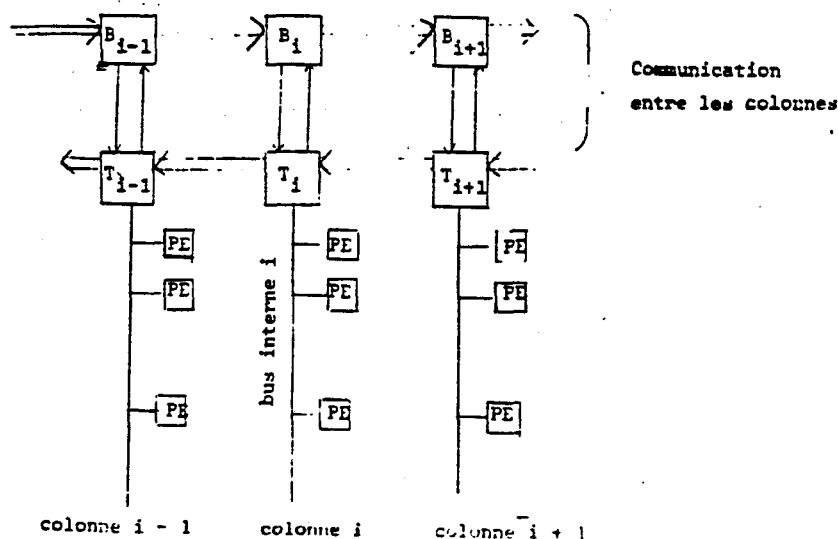 B i-1
B i
B i+1
Communication
entre les colonnes
T i-1
T i
T i+1
PE
PE
PE
PE
PE
PE
bus interne i
PE
PE
PE
colonne i - 1
colonne i
colonne i + 1